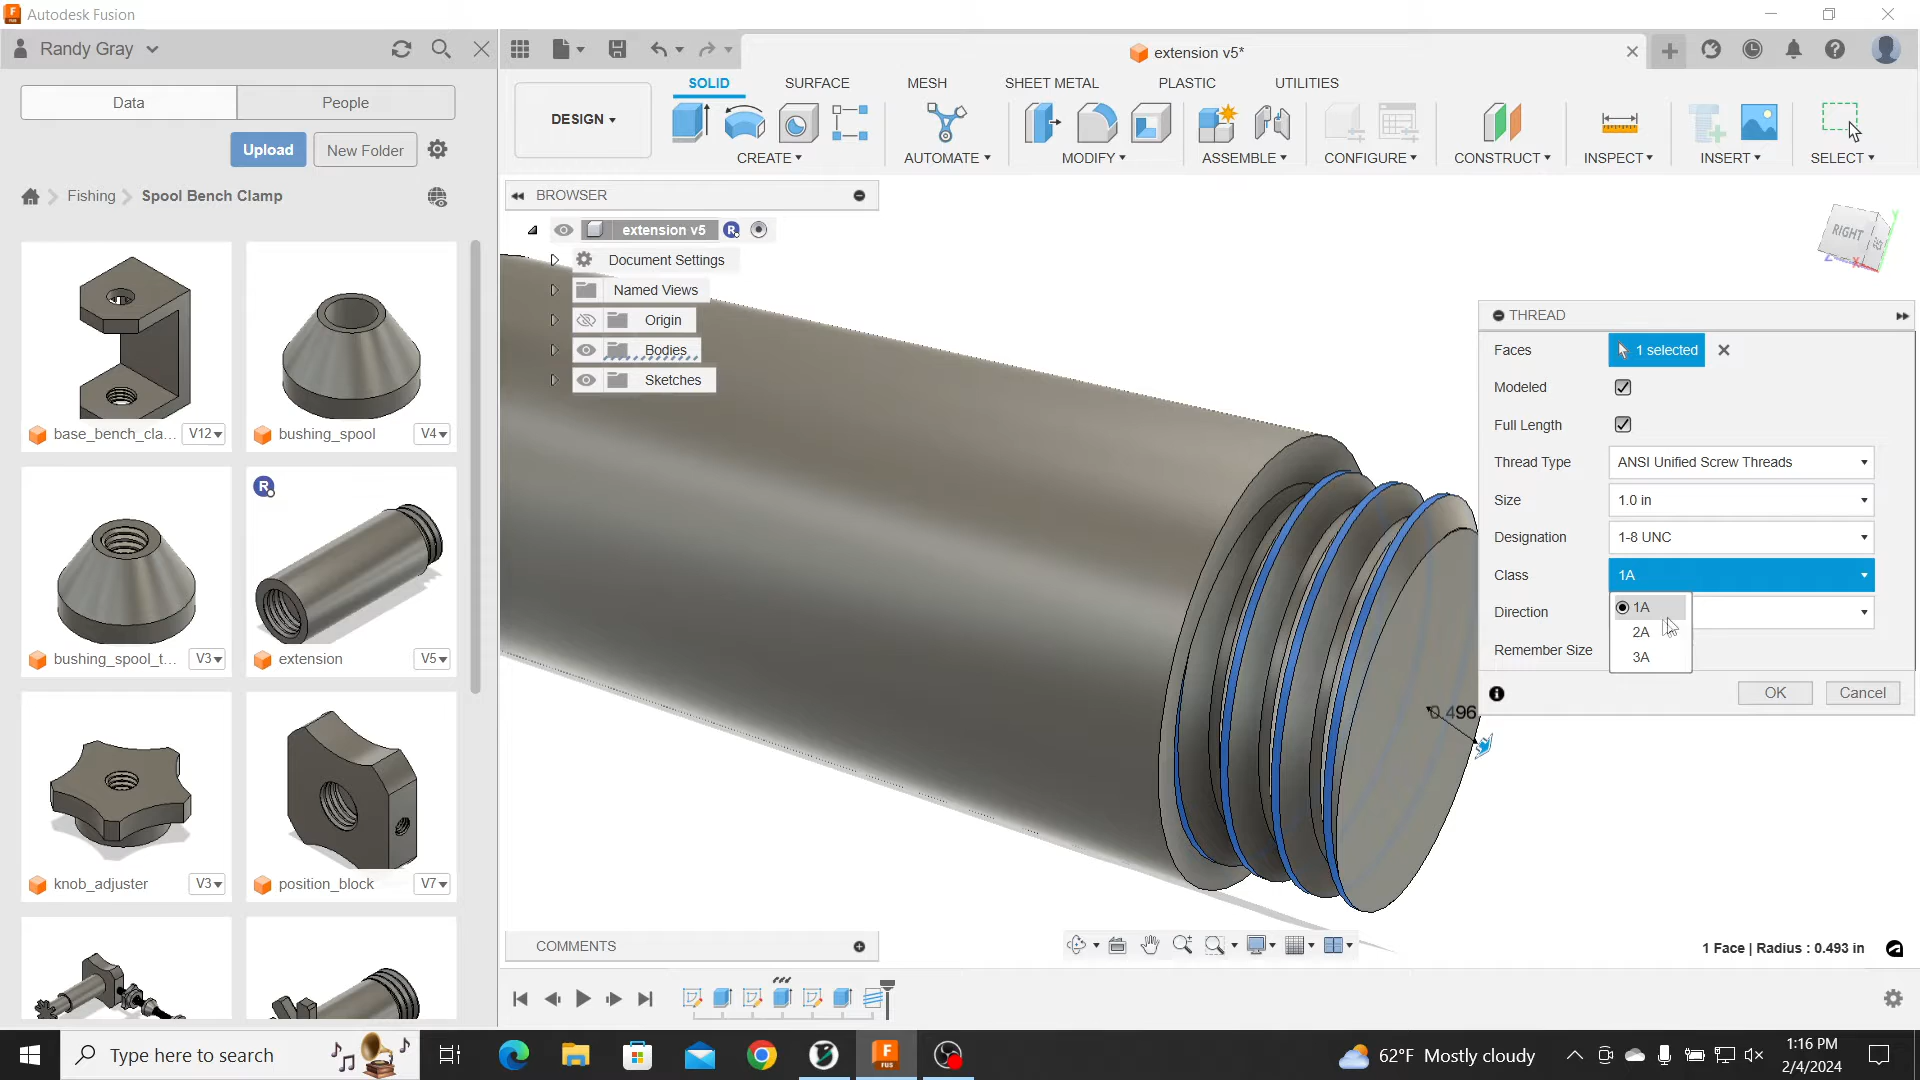 Autodesk Fusion
Randy Gray
extension v5*
Data
People
Upload
New Folder
Fishing
Spool Bench Clamp
base_bench_cla...
V12
bushing_spool
V4
bushing_spool_t...
V3
extension
V5
knob_adjuster
V3
position_block
V7
DESIGN
SOLID
SURFACE
MESH
SHEET METAL
PLASTIC
UTILITIES
CREATE
AUTOMATE
MODIFY
ASSEMBLE
CONFIGURE
CONSTRUCT
INSPECT
INSERT
SELECT
BROWSER
extension v5
R
Document Settings
Named Views
Origin
Bodies
Sketches
RIGHT
Y
Z
X
THREAD
Faces
1 selected
Modeled
Full Length
Thread Type
ANSI Unified Screw Threads
Size
1.0 in
Designation
1-8 UNC
Class
1A
1A
2A
3A
Direction
Remember Size
OK
Cancel
0.496
COMMENTS
1 Face | Radius : 0.493 in
Type here to search
62°F Mostly cloudy
1:16 PM
2/4/2024